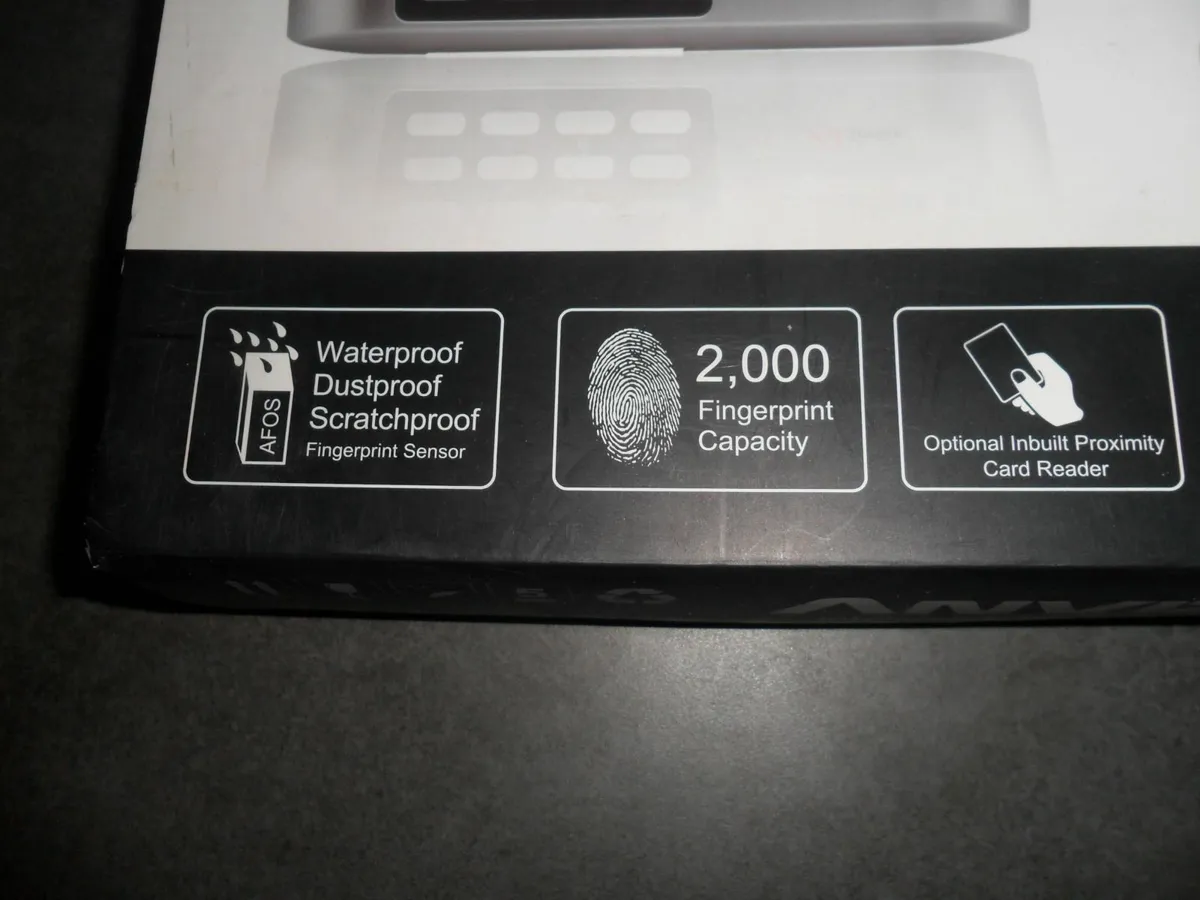 AFOS
Waterproof
Dustproof
Scratchproof
Fingerprint Sensor
2,000
Fingerprint
Capacity
Optional Inbuilt Proximity
Card Reader